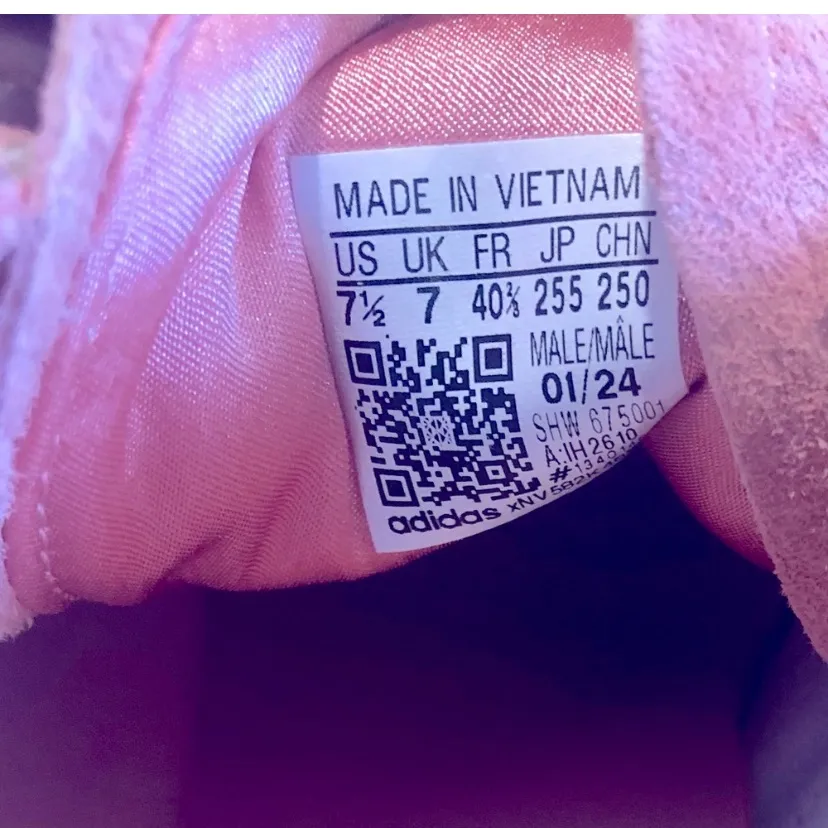 MADE IN VIETNAM
US UK FR JP CHN
7½ 7 40⅔ 255 250
MALE/MÂLE
01/24
SHW 675001
A:IH2610
adidas